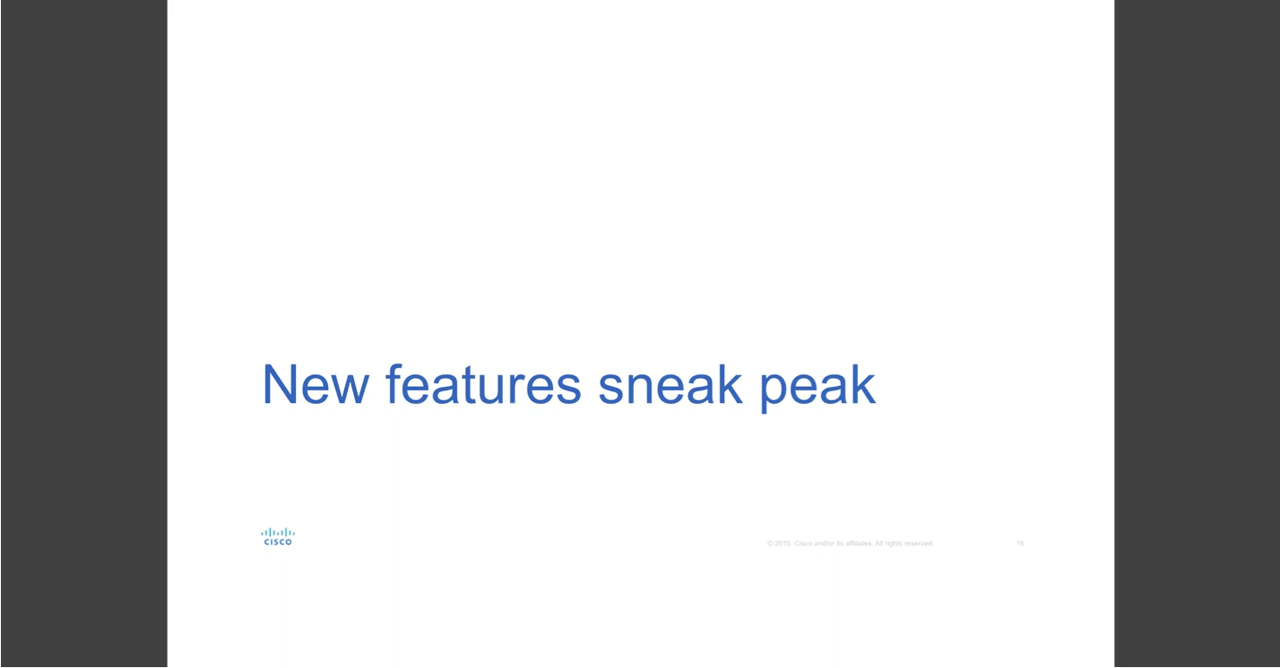 New features sneak peak
CISCO
© 2015 Cisco and/or its affiliates. All rights reserved.
16